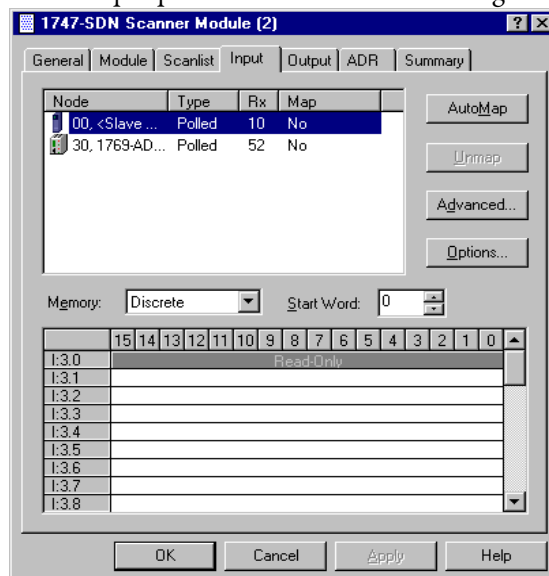 1747-SDN Scanner Module (2)
General Module Scanlist Input Output ADR Summary
Node Type Rx Map
00, <Slave ... Polled 10 No
30, 1769-AD... Polled 52 No
AutoMap
Unmap
Advanced...
Options...
Memory: Discrete Start Word: 0
15 14 13 12 11 10 9 8 7 6 5 4 3 2 1 0
I:3.0 Read-Only
I:3.1
I:3.2
I:3.3
I:3.4
I:3.5
I:3.6
I:3.7
I:3.8
OK Cancel Apply Help